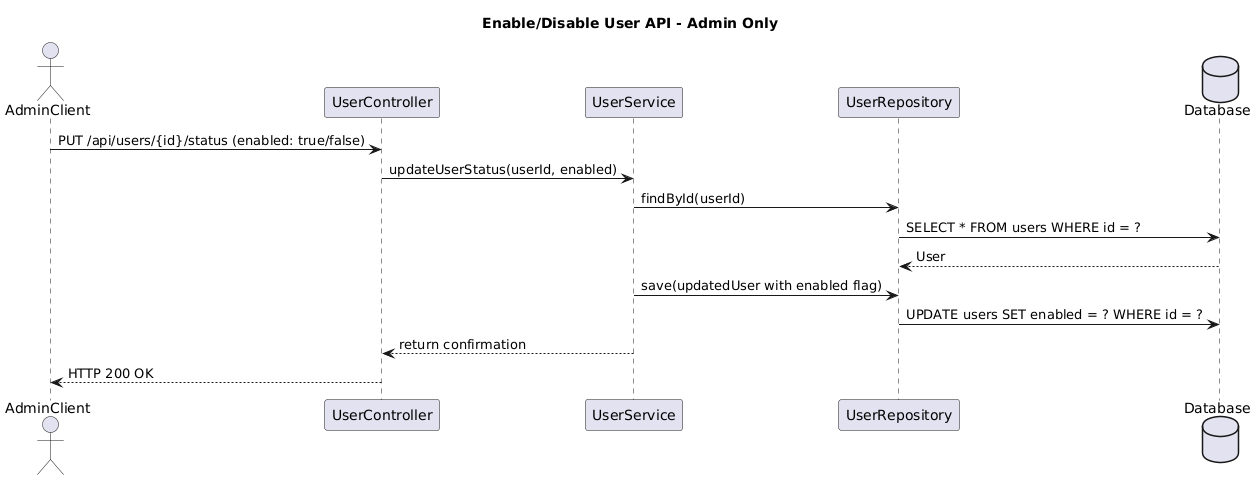 Enable/Disable User API - Admin Only
AdminClient
UserController
UserService
UserRepository
Database
PUT /api/users/{id}/status (enabled: true/false)
updateUserStatus(userId, enabled)
findById(userId)
SELECT * FROM users WHERE id = ?
User
save(updatedUser with enabled flag)
UPDATE users SET enabled = ? WHERE id = ?
return confirmation
HTTP 200 OK
AdminClient
UserController
UserService
UserRepository
Database